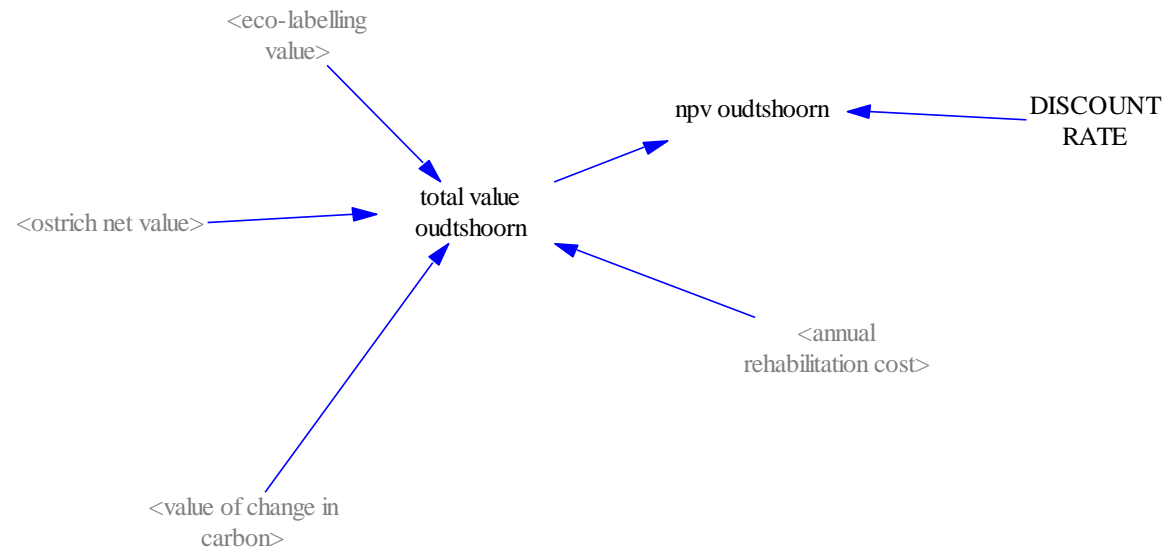 <eco-labelling
value>
npv oudtshoorn
DISCOUNT
RATE
total value
oudtshoorn
<ostrich net value>
<annual
rehabilitation cost>
<value of change in
carbon>